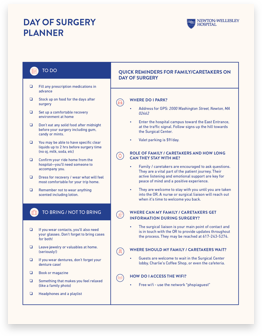 DAY OF SURGERY
PLANNER
NEWTON-WELLESLEY
HOSPITAL
TO DO
Fill any prescription medications in
advance
Stock up on food for the days after
surgery
Set up a comfortable recovery
environment at home
Don't eat any solid food after midnight
before your surgery including gum,
candy or mints.
You may be able to have specific clear
liquids up to 2 hrs before surgery time
(no
milk, soda, etc)
Confirm your ride home from the
hospital-you'll need someone to
accompany you.
Dress for recovery / wear what will feel
most comfortable for your trip home.
Remember not to wear anything
scented including lotion.
TO BRING / NOT TO BRING
If you wear contacts, you'll also need
your glasses. Don't forget to bring cases
for both!
Leave jewelry or valuables at home.
(seriously!)
If you wear dentures, don't forget your
denture case!
Book or magazine
Something that makes you feel relaxed
(like a family photo)
Headphones and a playlist
QUICK REMINDERS FOR FAMILY/CARETAKERS ON
DAY OF SURGERY
WHERE DO I PARK?
Address for GPS: 2000 Washington Street, Newton, MA
02462
Enter the hospital campus toward the East Entrance,
at the traffic signal. Follow signs up the hill towards
the Surgical Center.
Valet parking is $9/day.
ROLE OF FAMILY / CARETAKERS AND HOW LONG
CAN THEY STAY WITH ME?
Family / caretakers are encouraged to ask questions.
They are a vital part of the patient journey. Their
active listening and emotional support are key for
peace of mind and a positive experience.
They are welcome to stay with you until you are taken
into the OR. A nurse or surgical liaison will reach out
when it's time to welcome you back.
WHERE CAN MY FAMILY / CARETAKERS GET
INFORMATION DURING SURGERY?
The surgical liaison is your main point of contact and
is in touch with the OR to provide updates throughout
the process. They may be reached at 617-243-
WHERE SHOULD MY FAMILY / CARETAKERS WAIT?
Guests are welcome to wait in the Surgical Center
lobby, Charlie's Coffee Shop, or even the cafeteria.
HOW DO I ACCESS THE WIFI?
Free wifi - use the network "phspiaguest"